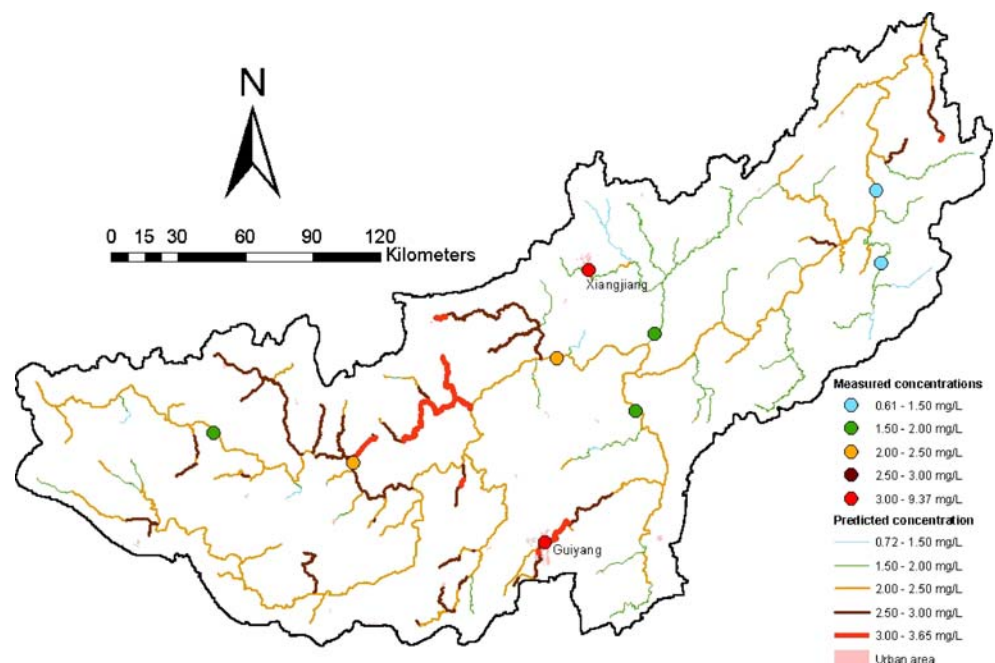 N
0 15 30 60 90 120
Kilometers
Xiangjiang
Guiyang
Measured concentrations
0.61 - 1.50 mg/L
1.50 - 2.00 mg/L
2.00 - 2.50 mg/L
2.50 - 3.00 mg/L
3.00 - 9.37 mg/L
Predicted concentration
0.72 - 1.50 mg/L
1.50 - 2.00 mg/L
2.00 - 2.50 mg/L
2.50 - 3.00 mg/L
3.00 - 3.65 mg/L
Urban area